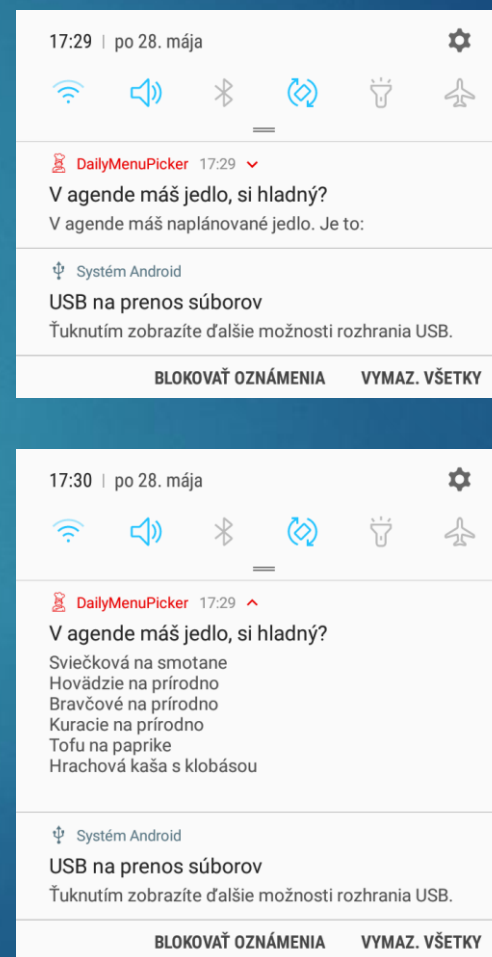 17:29 | po 28. mája
DailyMenuPicker 17:29
V agende máš jedlo, si hladný?
V agende máš naplánované jedlo. Je to:
Systém Android
USB na prenos súborov
Ťuknutím zobrazíte ďalšie možnosti rozhrania USB.
BLOKOVAŤ OZNÁMENIA VYMAZ. VŠETKY
17:30 | po 28. mája
DailyMenuPicker 17:29
V agende máš jedlo, si hladný?
Sviečková na smotane
Hovädzie na prírodno
Bravčové na prírodno
Kuracie na prírodno
Tofu na paprike
Hrachová kaša s klobásou
Systém Android
USB na prenos súborov
Ťuknutím zobrazíte ďalšie možnosti rozhrania USB.
BLOKOVAŤ OZNÁMENIA VYMAZ. VŠETKY